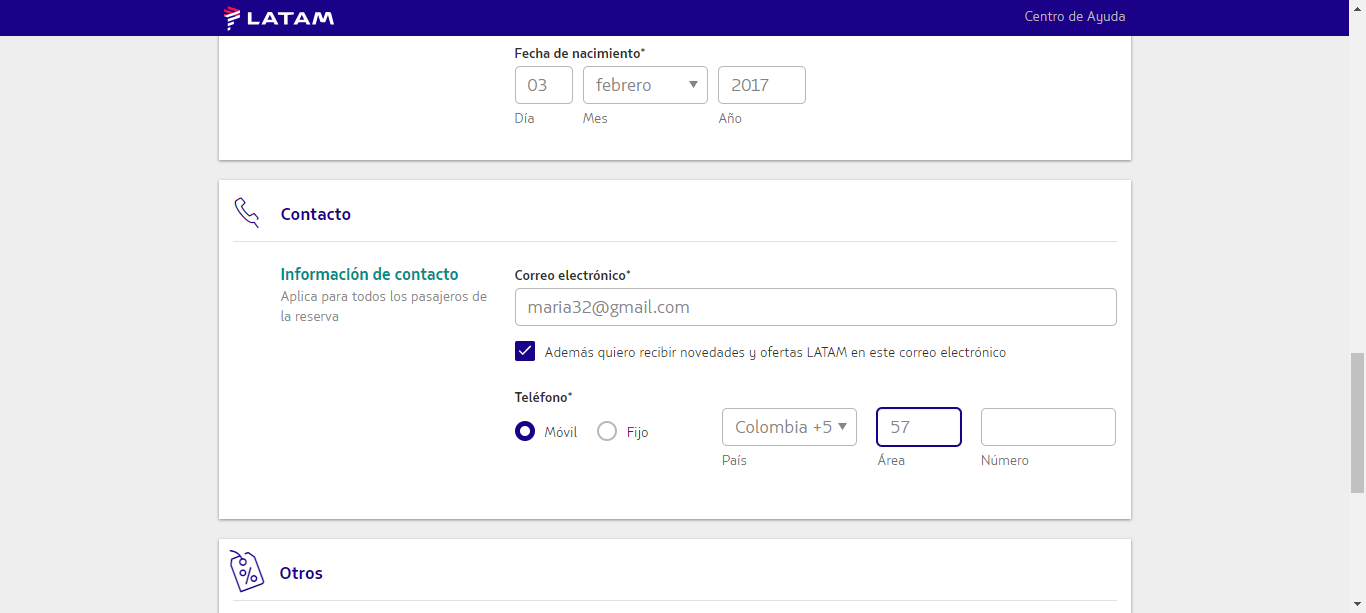 LATAM
Centro de Ayuda
Fecha de nacimiento*
03 febrero 2017
Día Mes Año
Contacto
Información de contacto
Aplica para todos los pasajeros de
la reserva
Correo electrónico*
maria32@gmail.com
Además quiero recibir novedades y ofertas LATAM en este correo electrónico
Teléfono*
Móvil Fijo
Colombia +5 57
País Área Número
Otros